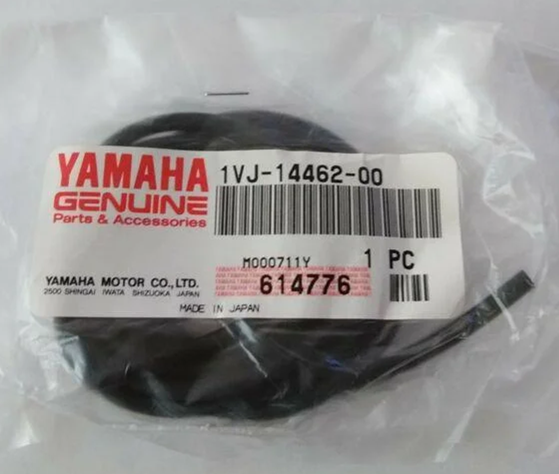 YAMAHA
GENUINE
Parts & Accessories
1VJ-14462-00
M000711Y
1 PC
614776
YAMAHA MOTOR CO., LTD.
2500 SHINGAI IWATA SHIZUOKA JAPAN
MADE IN JAPAN